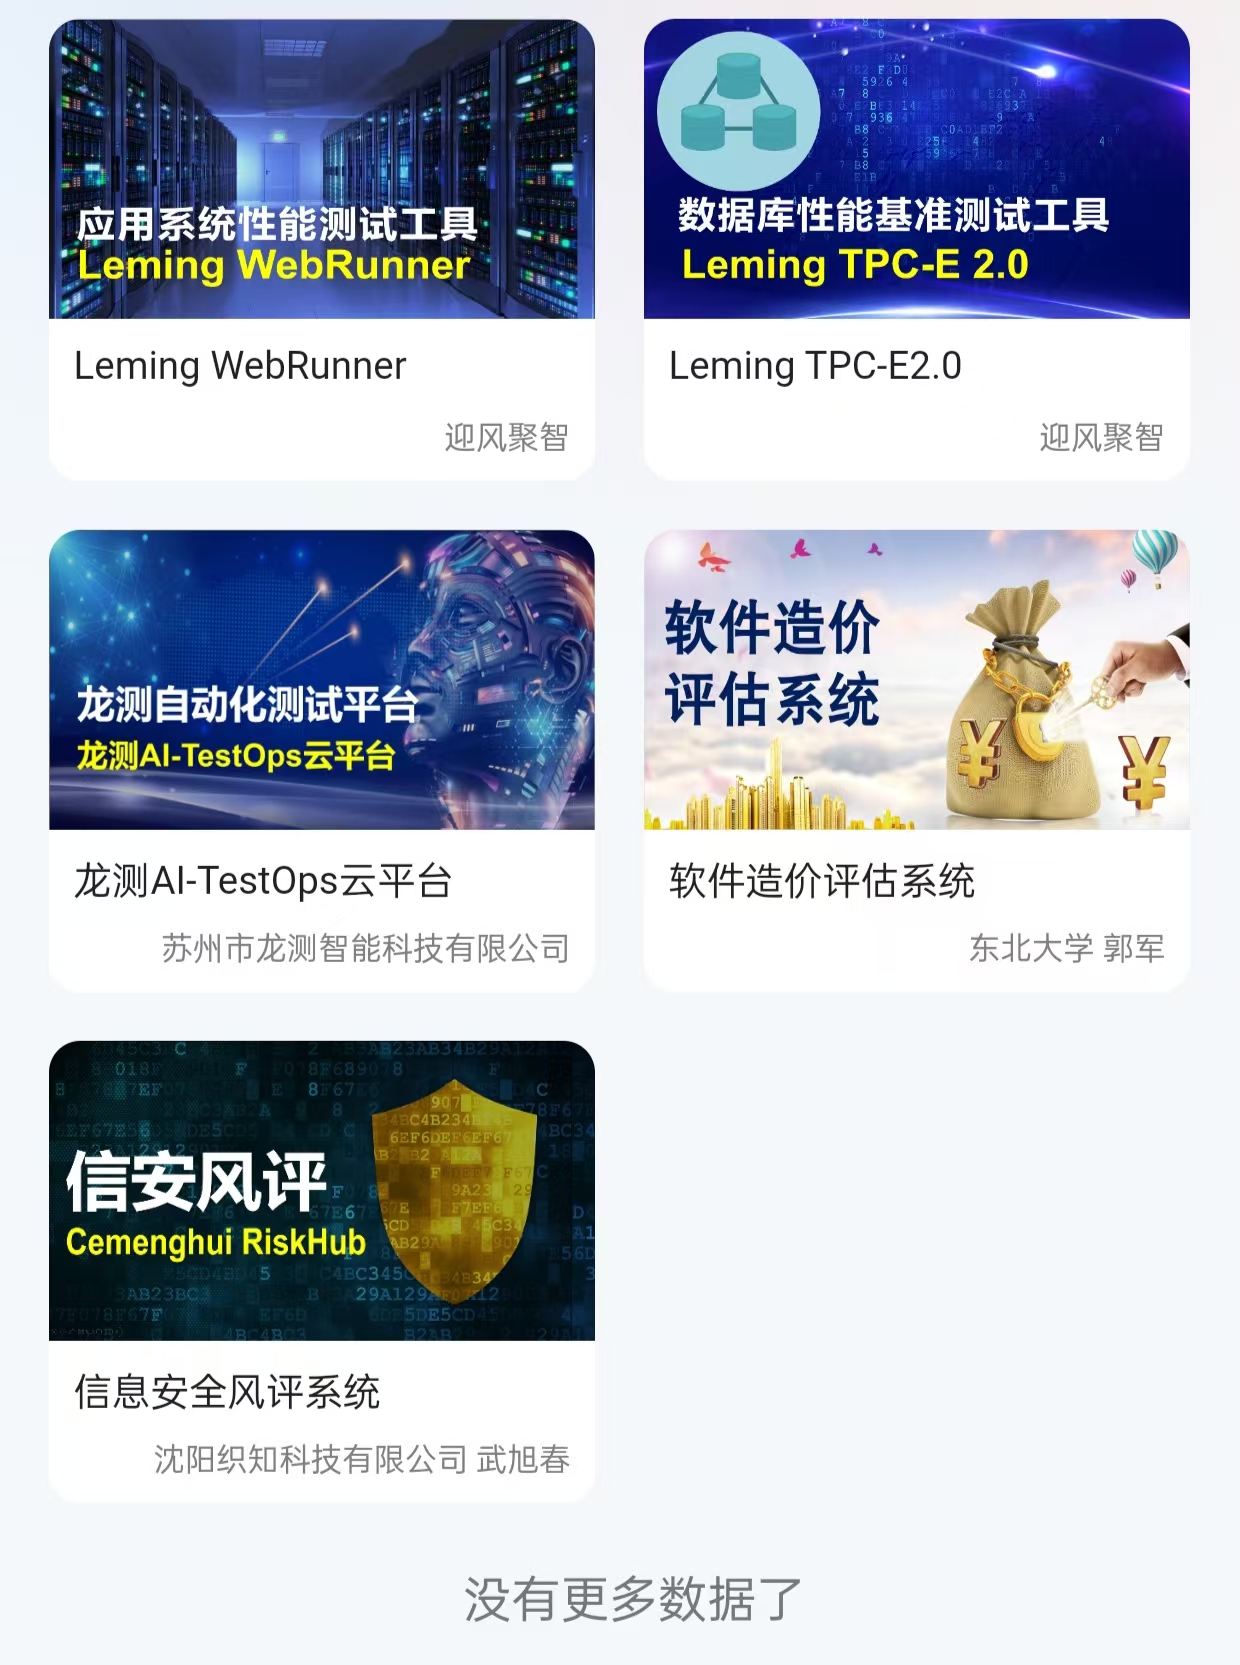 应用系统性能测试工具
Leming WebRunner
Leming WebRunner
迎风聚智
数据库性能基准测试工具
Leming TPC-E 2.0
Leming TPC-E2.0
迎风聚智
龙测自动化测试平台
龙测AI-TestOps云平台
龙测AI-TestOps云平台
苏州市龙测智能科技有限公司
软件造价
评估系统
软件造价评估系统
东北大学 郭军
信安风评
Cemenghui RiskHub
信息安全风评系统
沈阳织知科技有限公司 武旭春
没有更多数据了